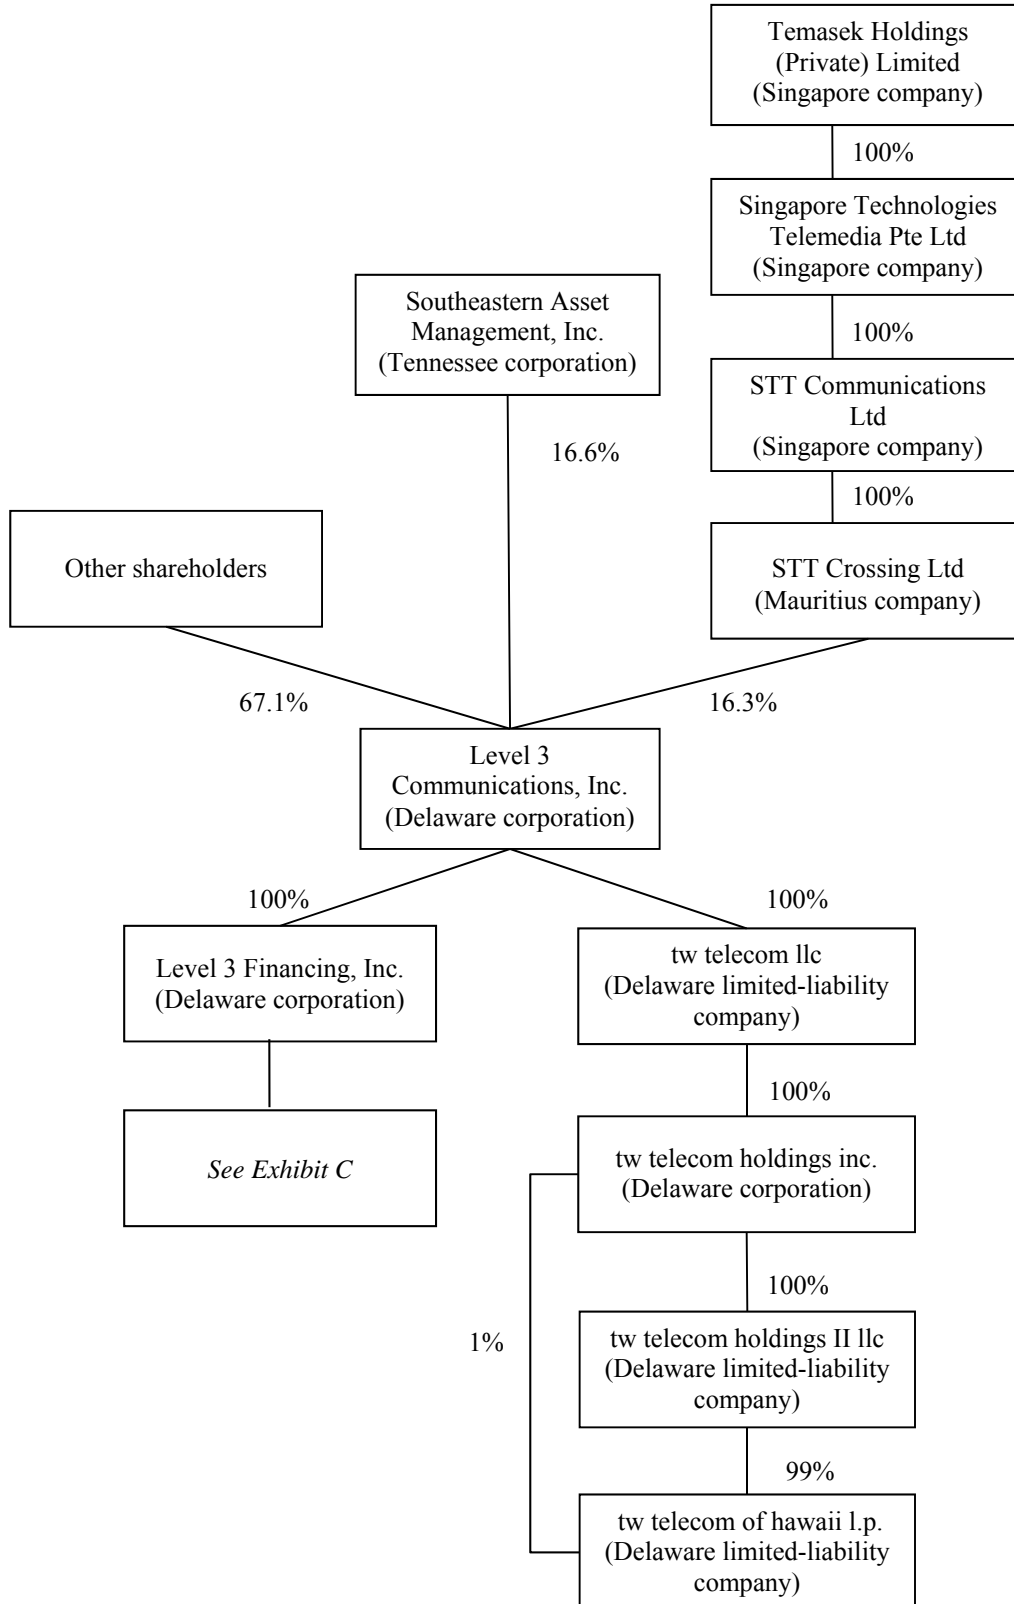 Temasek Holdings
(Private) Limited
(Singapore company)
100%
Singapore Technologies
Telemedia Pte Ltd
(Singapore company)
Southeastern Asset
Management, Inc.
(Tennessee corporation)
100%
STT Communications
Ltd
(Singapore company)
16.6%
100%
Other shareholders
STT Crossing Ltd
(Mauritius company)
67.1%
16.3%
Level 3
Communications, Inc.
(Delaware corporation)
100%
100%
Level 3 Financing, Inc.
(Delaware corporation)
tw telecom llc
(Delaware limited-liability
company)
100%
See Exhibit C
tw telecom holdings inc.
(Delaware corporation)
100%
1%
tw telecom holdings II llc
(Delaware limited-liability
company)
99%
tw telecom of hawaii l.p.
(Delaware limited-liability
company)